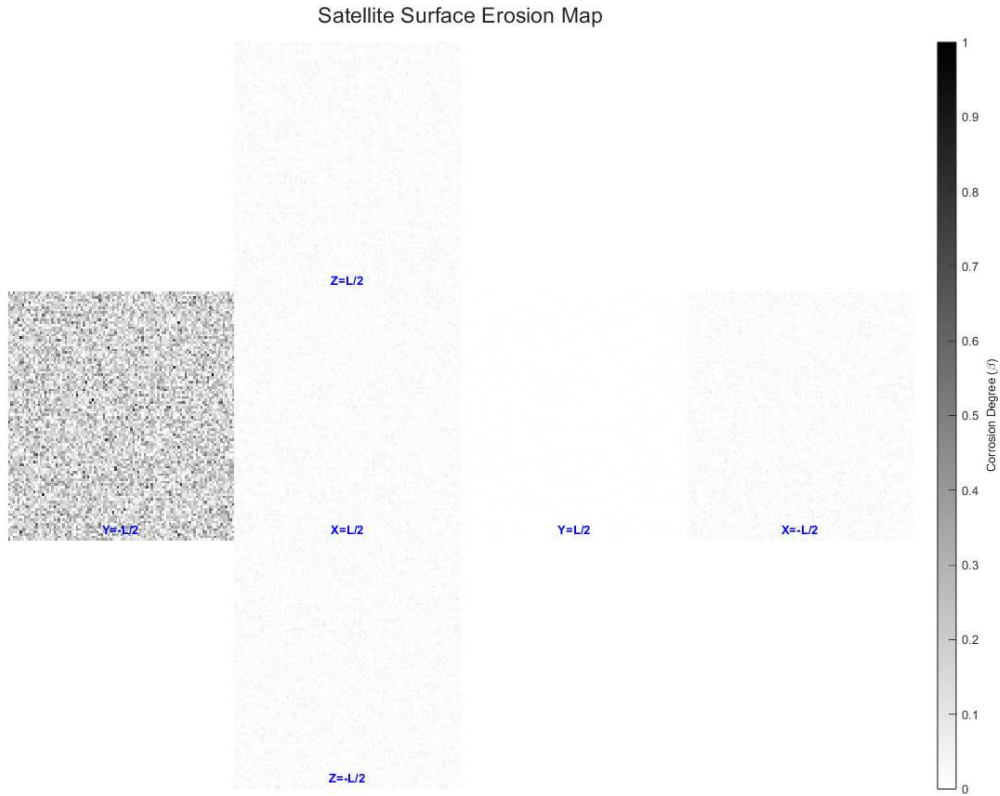 Satellite Surface Erosion Map
Z=L/2
Y=-L/2
X=L/2
Y=L/2
X=-L/2
Z=-L/2
1
0.9
0.8
0.7
0.6
0.5
0.4
0.3
0.2
0.1
0
Corrosion Degree (β)